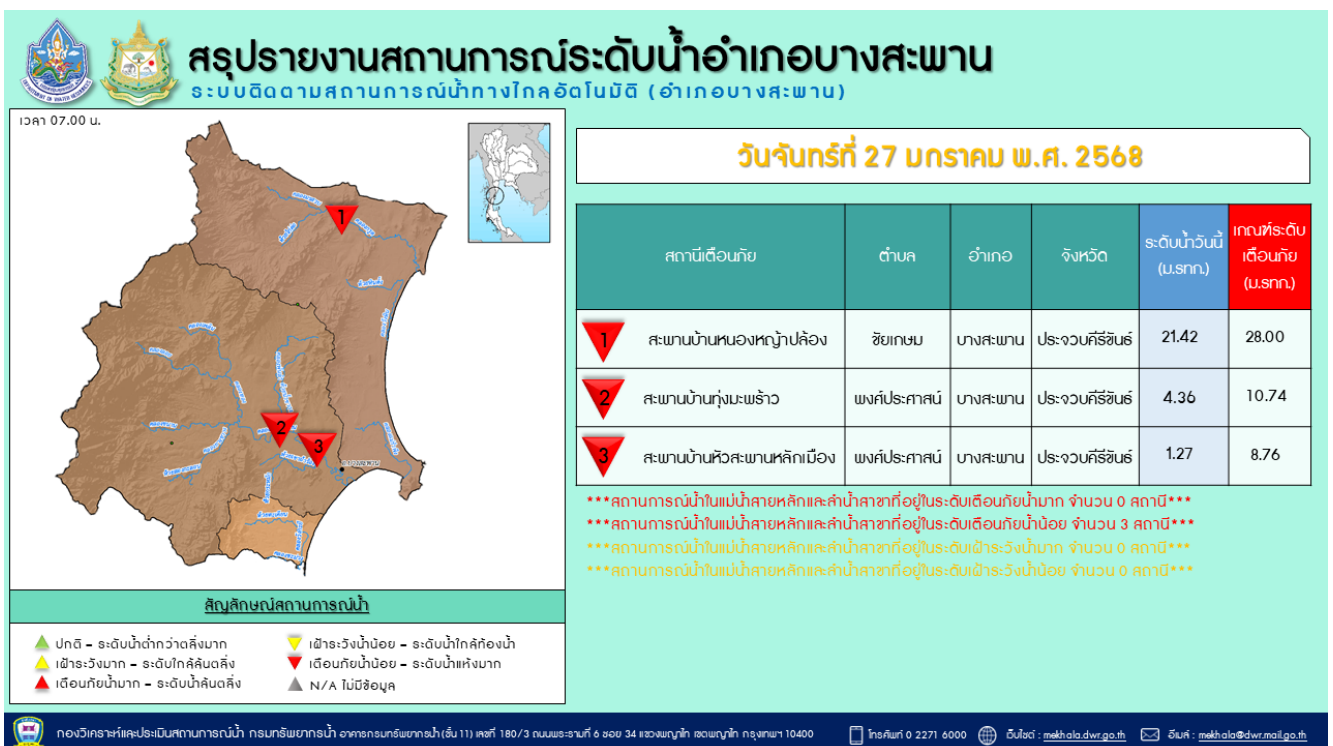 สรุปรายงานสถานการณ์ระดับน้ำอำเภอบางสะพาน
ระบบติดตามสถานการณ์น้ำทางไกลอัตโนมัติ (อำเภอบางสะพาน)
เวลา 07.00 น.
วันจันทร์ที่ 27 มกราคม พ.ศ. 2568
สถานีเตือนภัย ตำบล อำเภอ จังหวัด ระดับน้ำวันนี้ (ม.รทก.) เกณฑ์ระดับเตือนภัย (ม.รทก.)
1 สะพานบ้านหนองหญ้าปล้อง ชัยเกษม บางสะพาน ประจวบคีรีขันธ์ 21.42 28.00
2 สะพานบ้านทุ่งมะพร้าว พงศ์ประศาสน์ บางสะพาน ประจวบคีรีขันธ์ 4.36 10.74
3 สะพานบ้านหัวสะพานหลักเมือง พงศ์ประศาสน์ บางสะพาน ประจวบคีรีขันธ์ 1.27 8.76
***สถานการณ์น้ำในแม่น้ำสายหลักและลำน้ำสาขาที่อยู่ในระดับเตือนภัยน้ำมาก จำนวน 0 สถานี***
***สถานการณ์น้ำในแม่น้ำสายหลักและลำน้ำสาขาที่อยู่ในระดับเตือนภัยน้ำน้อย จำนวน 3 สถานี***
***สถานการณ์น้ำในแม่น้ำสายหลักและลำน้ำสาขาที่อยู่ในระดับเฝ้าระวังน้ำมาก จำนวน 0 สถานี***
***สถานการณ์น้ำในแม่น้ำสายหลักและลำน้ำสาขาที่อยู่ในระดับเฝ้าระวังน้ำน้อย จำนวน 0 สถานี***
1
2
3
สัญลักษณ์สถานการณ์น้ำ
ปกติ - ระดับน้ำต่ำกว่าตลิ่งมาก
เฝ้าระวังมาก - ระดับใกล้ล้นตลิ่ง
เตือนภัยน้ำมาก - ระดับน้ำล้นตลิ่ง
เฝ้าระวังน้ำน้อย - ระดับน้ำใกล้ท้องน้ำ
เตือนภัยน้ำน้อย - ระดับน้ำแห้งมาก
N/A ไม่มีข้อมูล
กองวิเคราะห์และประเมินสถานการณ์น้ำ กรมทรัพยากรน้ำ อาคารกรมทรัพยากรน้ำ (ชั้น 11) เลขที่ 180/3 ถนนพระรามที่ 6 ซอย 34 แขวงพญาไท เขตพญาไท กรุงเทพฯ 10400 โทรศัพท์ 0 2271 6000 เว็บไซต์ : mekhala.dwr.go.th อีเมล์ : mekhala@dwr.mail.go.th